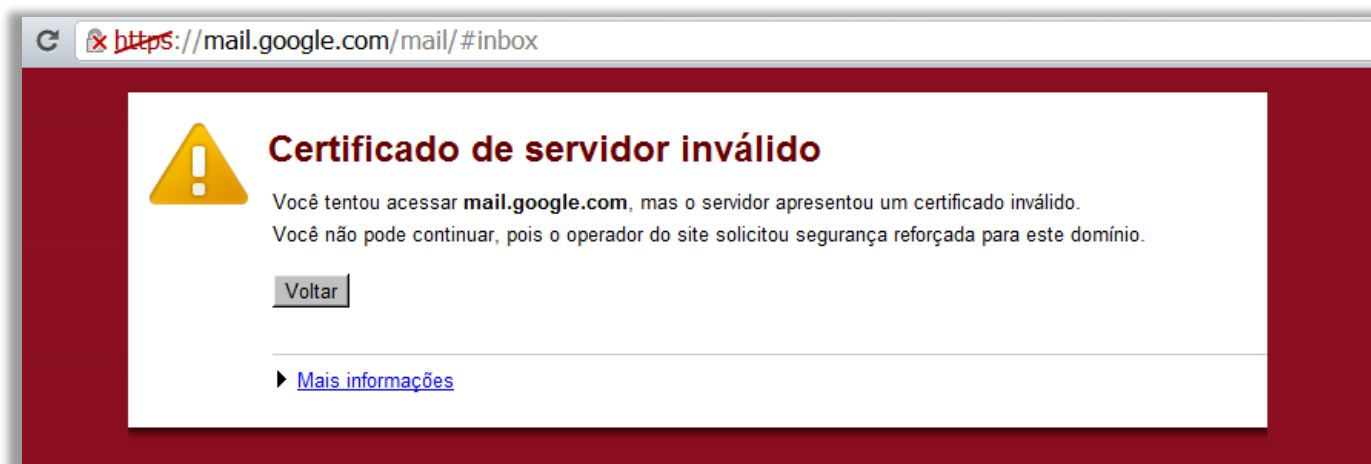 https://mail.google.com/mail/#inbox
Certificado de servidor inválido
Você tentou acessar mail.google.com, mas o servidor apresentou um certificado inválido.
Você não pode continuar, pois o operador do site solicitou segurança reforçada para este domínio.
Voltar
Mais informações